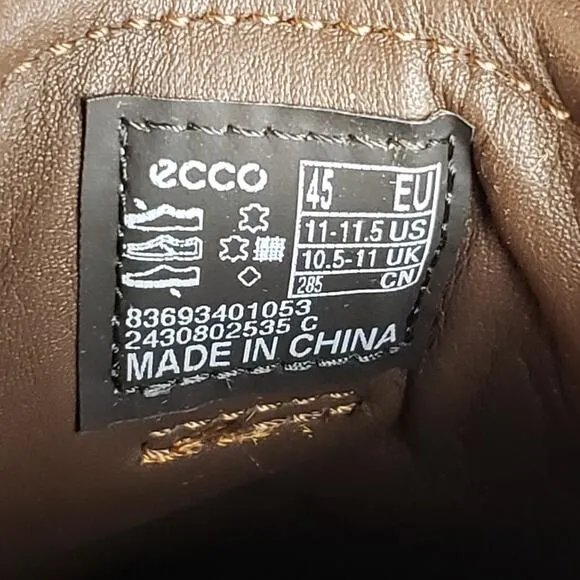 ecco
45 EU
11-11.5 US
10.5-11 UK
285 CN
83693401053
2430802535 C
MADE IN CHINA